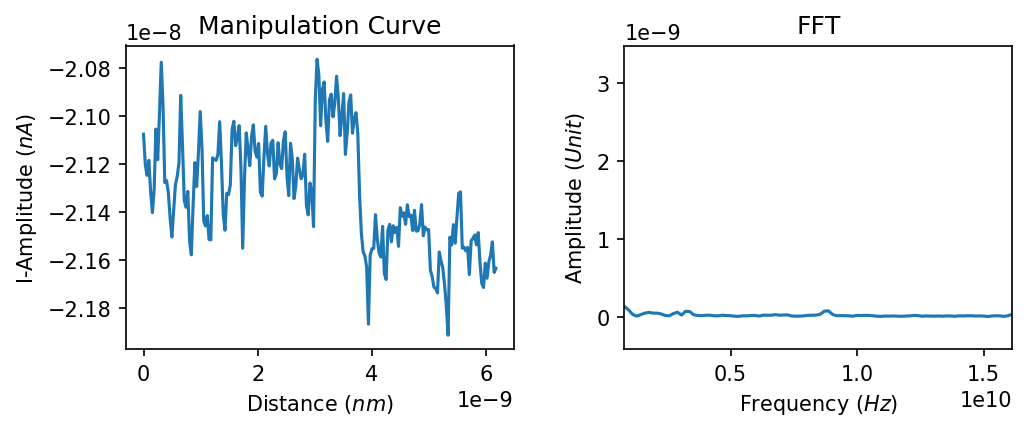 Manipulation Curve
1e−8
−2.08
−2.10
−2.12
−2.14
−2.16
−2.18
I-Amplitude (nA)
0 2 4 6
1e−9
Distance (nm)
FFT
1e−9
3
2
1
0
Amplitude (Unit)
0.5 1.0 1.5
1e10
Frequency (Hz)